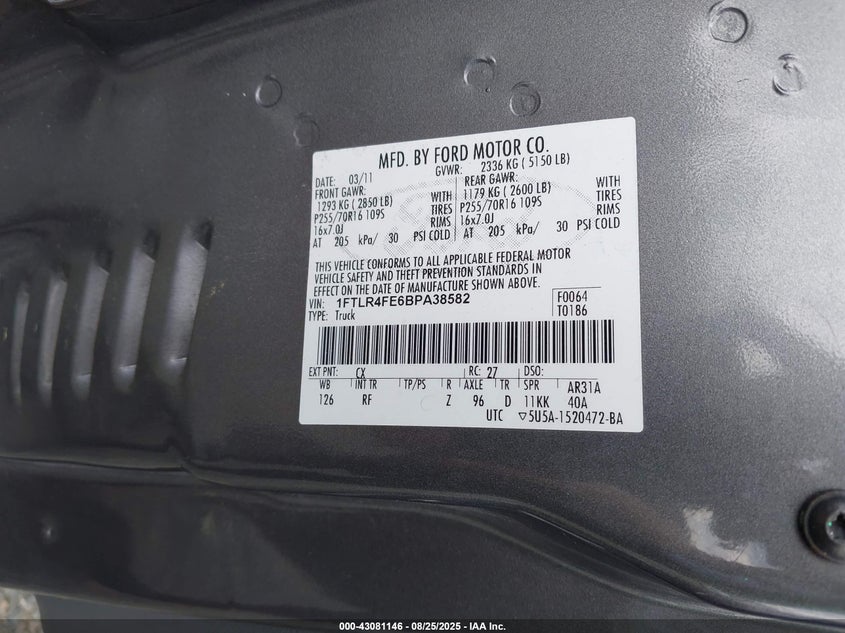 MFD. BY FORD MOTOR CO.
DATE: 03/11 GVWR: 2336 KG ( 5150 LB)
FRONT GAWR: REAR GAWR:
1293 KG ( 2850 LB) WITH 1179 KG ( 2600 LB) WITH
P255/70R16 109S TIRES P255/70R16 109S TIRES
16x7.0J RIMS 16x7.0J RIMS
AT 205 kPa/ 30 PSI COLD AT 205 kPa/ 30 PSI COLD
THIS VEHICLE CONFORMS TO ALL APPLICABLE FEDERAL MOTOR
VEHICLE SAFETY AND THEFT PREVENTION STANDARDS IN
EFFECT ON THE DATE OF MANUFACTURE SHOWN ABOVE.
VIN: 1FTLR4FE6BPA38582 F0064
TYPE: Truck T0186
EXT PNT: CX RC: 27 DSO:
WB INT TR TP/PS R AXLE TR SPR AR31A
126 RF Z 96 D 11KK 40A
UTC ▽5U5A-1520472-BA
000-43081146 - 08/25/2025 - IAA Inc.